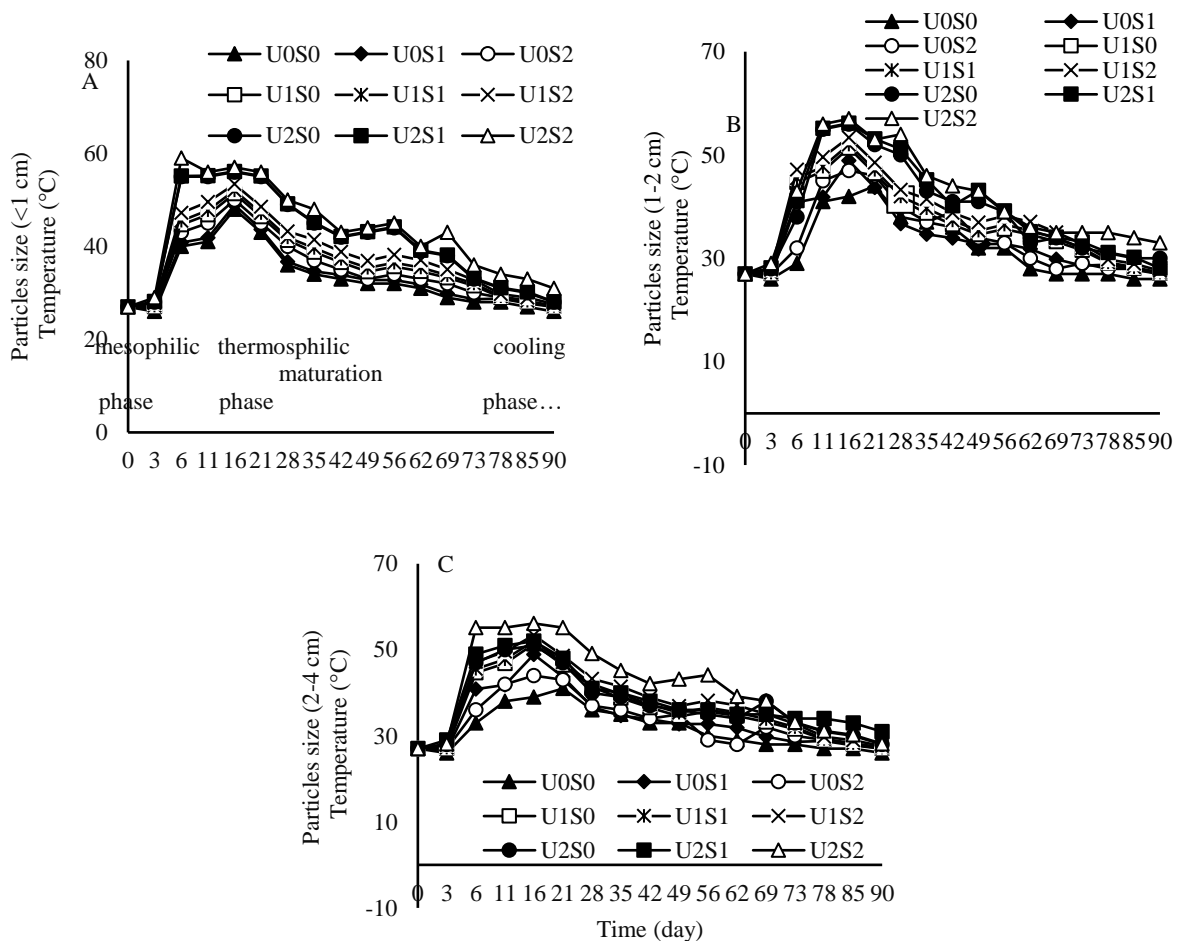 U0S0 U0S1 U0S2
U1S0 U1S1 U1S2
U2S0 U2S1 U2S2
A
80
60
40
20
0
Particles size (<1 cm)
Temperature (°C)
mesophilic thermosphilic cooling
maturation
phase phase phase…
0 3 6 11 16 21 28 35 42 49 56 62 69 73 78 85 90
U0S0 U0S1
U0S2 U1S0
U1S1 U1S2
U2S0 U2S1
U2S2
B
70
50
30
10
-10
Particles size (1-2 cm)
Temperature (°C)
0 3 6 11 16 21 28 35 42 49 56 62 69 73 78 85 90
C
70
50
30
10
-10
Particles size (2-4 cm)
Temperature (°C)
U0S0 U0S1 U0S2
U1S0 U1S1 U1S2
U2S0 U2S1 U2S2
0 3 6 11 16 21 28 35 42 49 56 62 69 73 78 85 90
Time (day)